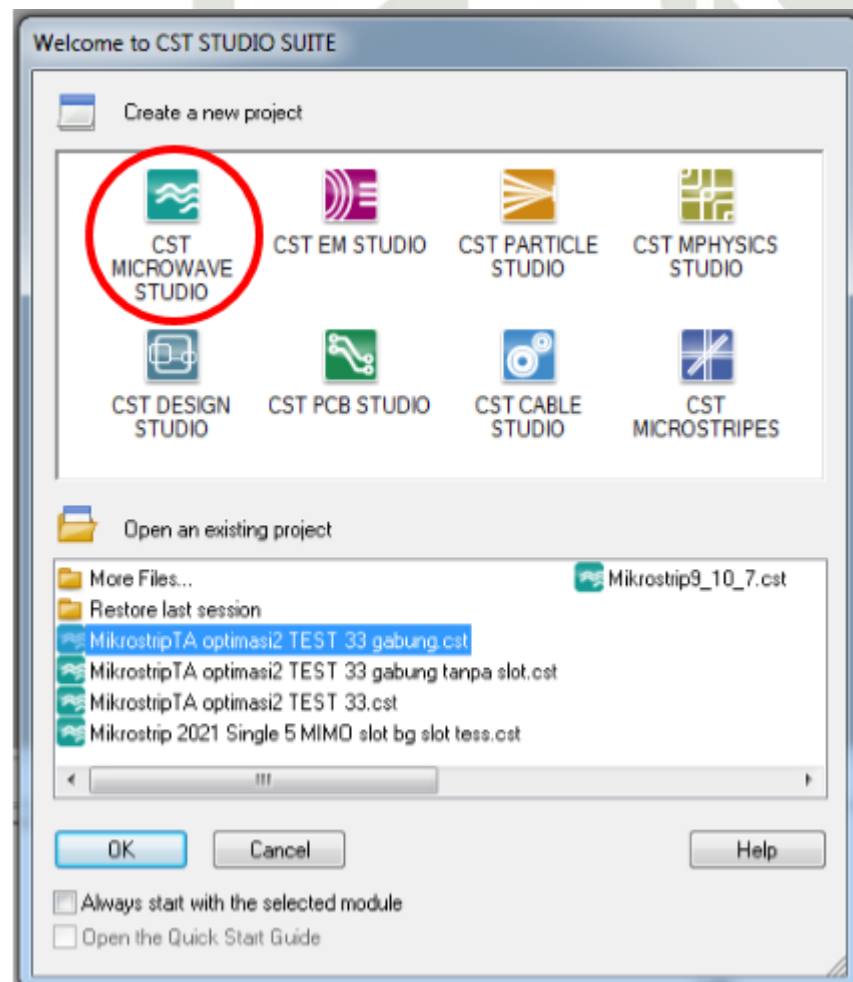 Welcome to CST STUDIO SUITE
Create a new project
CST MICROWAVE STUDIO
CST EM STUDIO
CST PARTICLE STUDIO
CST MPHYSICS STUDIO
CST DESIGN STUDIO
CST PCB STUDIO
CST CABLE STUDIO
CST MICROSTRIPES
Open an existing project
More Files...
Restore last session
MikrostripTA optimasi2 TEST 33 gabung.cst
MikrostripTA optimasi2 TEST 33 gabung tanpa slot.cst
MikrostripTA optimasi2 TEST 33.cst
Mikrostrip 2021 Single 5 MIMO slot bg slot tess.cst
Mikrostrip9_10_7.cst
OK
Cancel
Help
Always start with the selected module
Open the Quick Start Guide